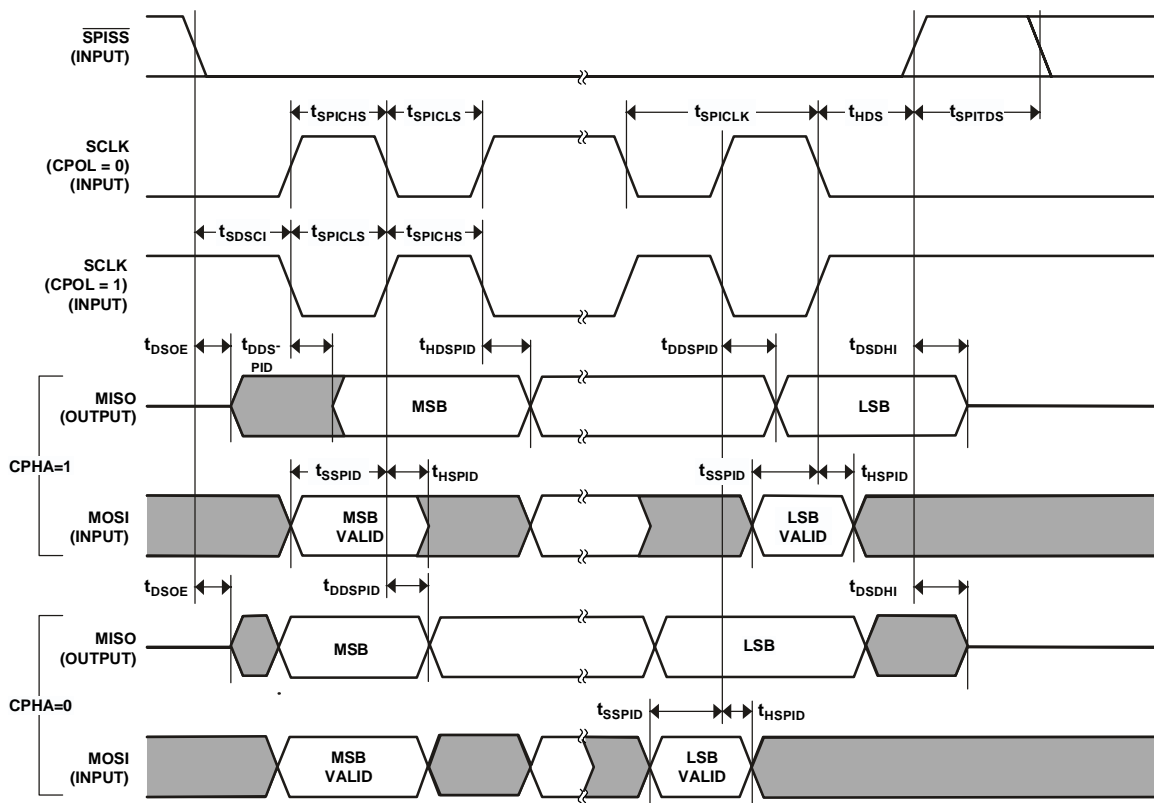 SPISS
(INPUT)
tSPICHS
tSPICLS
tSPICLK
tHDS
tSPITDS
SCLK
(CPOL = 0)
(INPUT)
tSDSCI
tSPICLS
tSPICHS
SCLK
(CPOL = 1)
(INPUT)
tDSOE
tDDS-
PID
tHDSPID
tDDSPID
tDSDHI
MISO
(OUTPUT)
MSB
LSB
CPHA=1
tSSPID
tHSPID
tSSPID
tHSPID
MOSI
(INPUT)
MSB
VALID
LSB
VALID
tDSOE
tDDSPID
tDSDHI
MISO
(OUTPUT)
MSB
LSB
CPHA=0
tSSPID
tHSPID
MOSI
(INPUT)
MSB
VALID
LSB
VALID